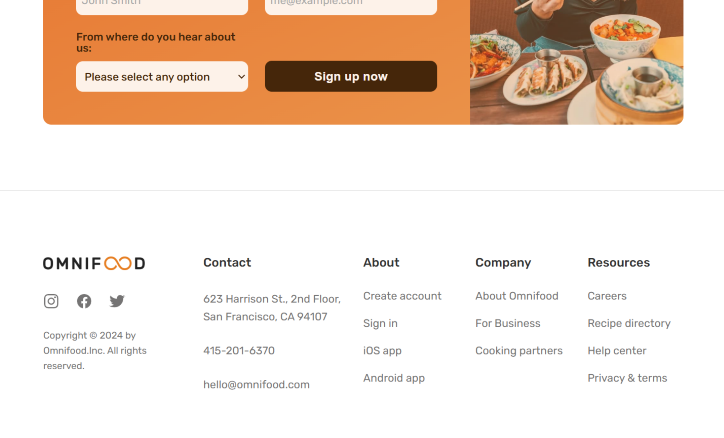 John Smith
me@example.com
From where do you hear about
us:
Please select any option
Sign up now
OMNIFOOD
Copyright © 2024 by
Omnifood.Inc. All rights
reserved.
Contact
623 Harrison St., 2nd Floor,
San Francisco, CA 94107
415-201-6370
hello@omnifood.com
About
Create account
Sign in
iOS app
Android app
Company
About Omnifood
For Business
Cooking partners
Resources
Careers
Recipe directory
Help center
Privacy & terms